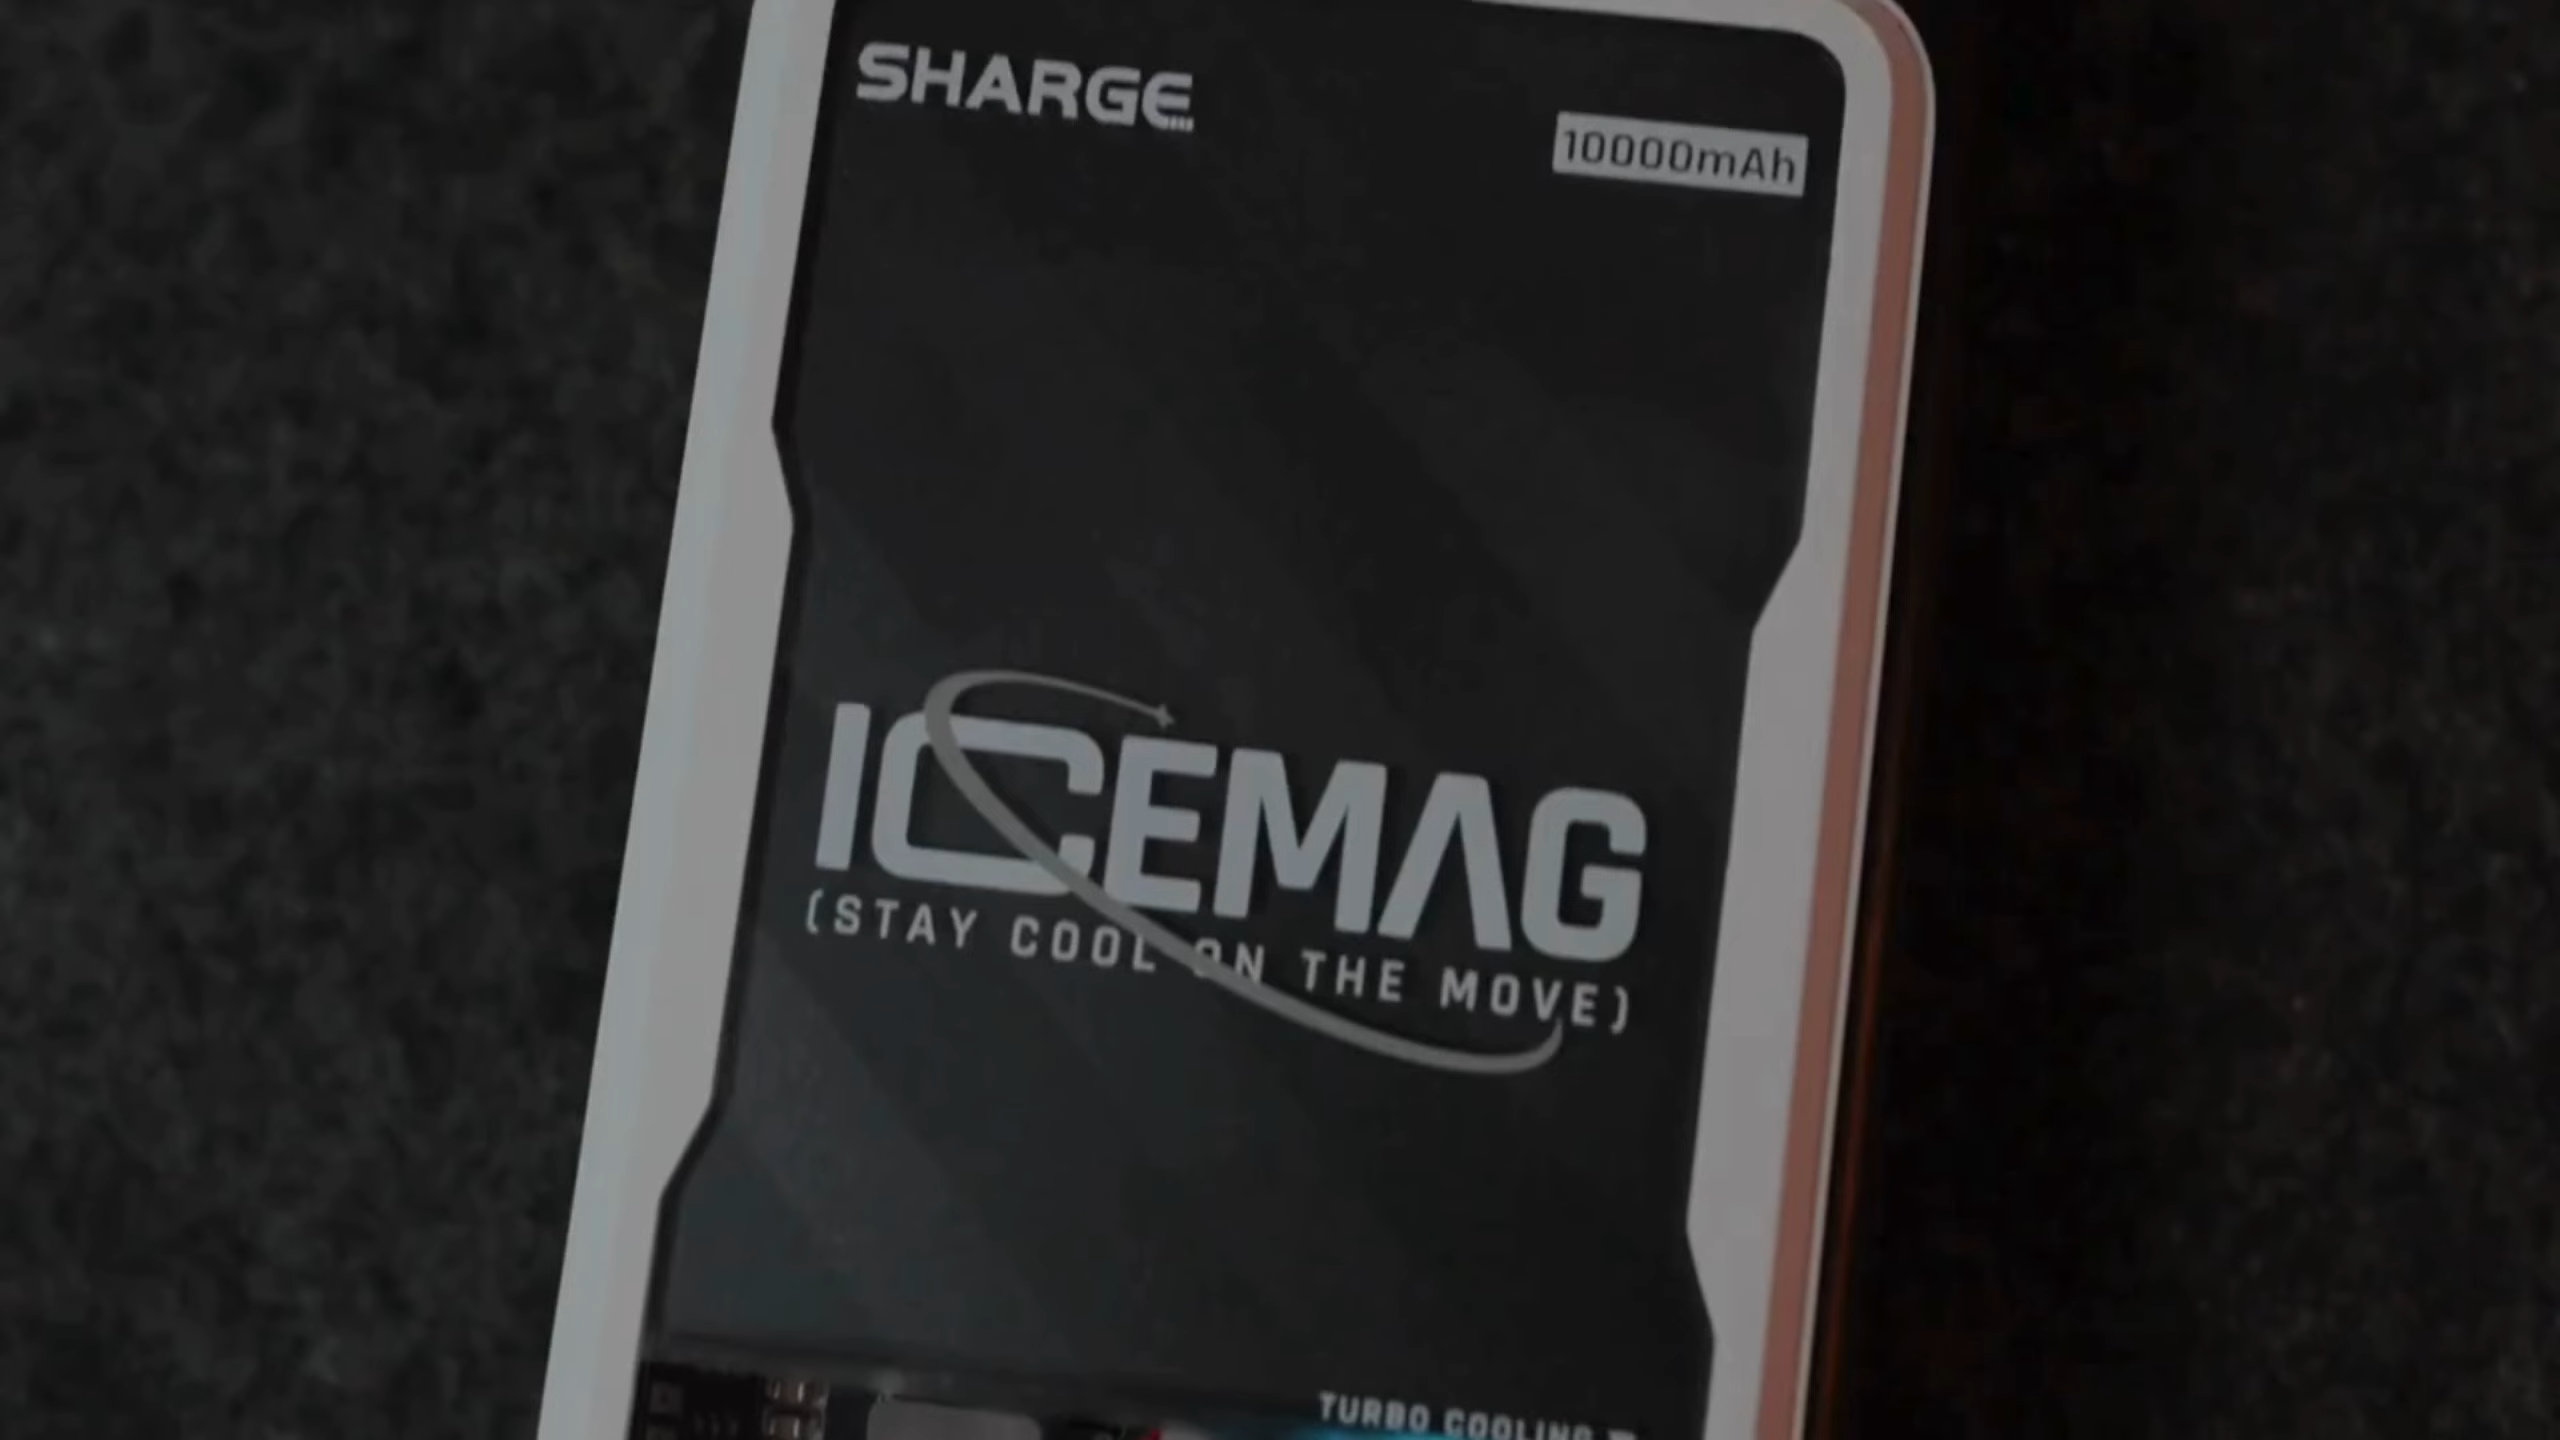 SHARGE
10000mAh
ICEMAG
(STAY COOL ON THE MOVE)
TURBO COOLING